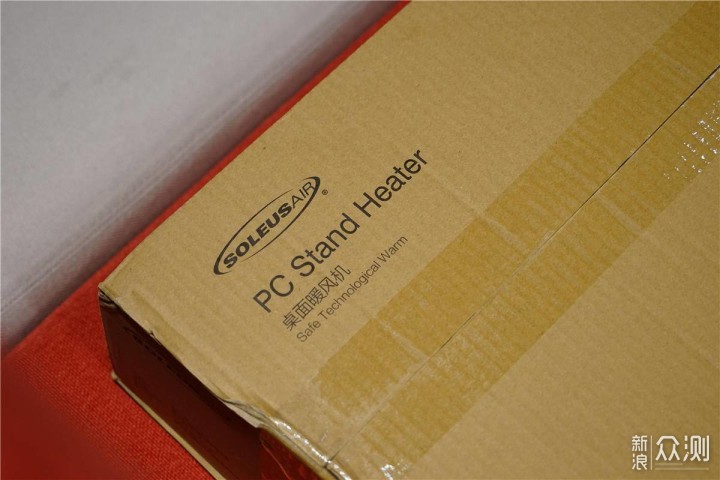 SOLEUSAIR®
PC Stand Heater
桌面暖风机
Safe Technological Warm
新浪众测